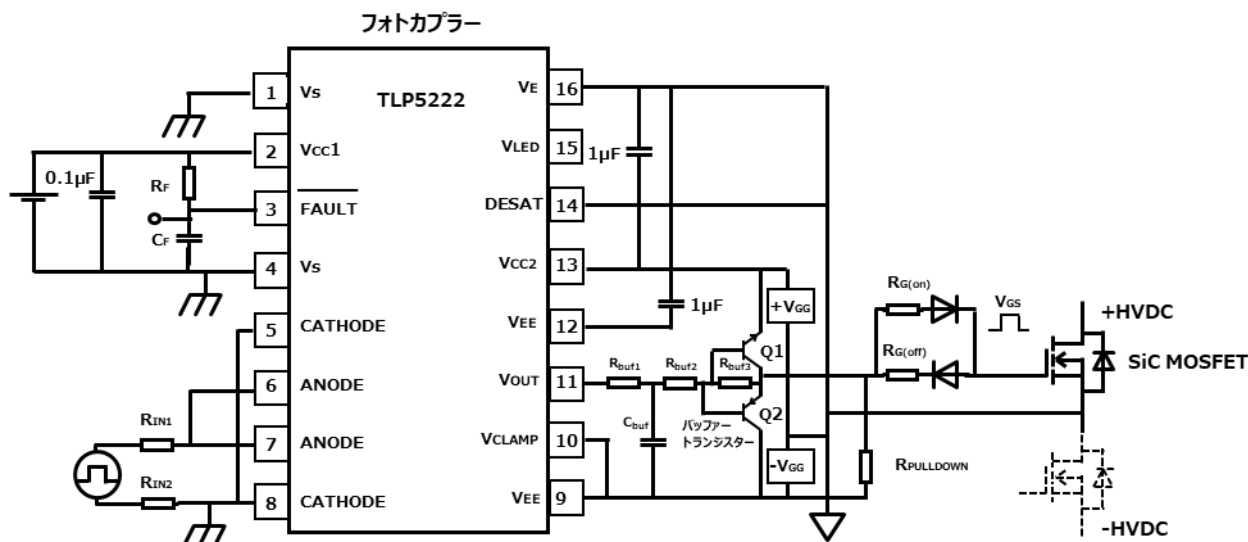 フォトカプラー
TLP5222
1 Vs
2 Vcc1
3 FAULT
4 Vs
5 CATHODE
6 ANODE
7 ANODE
8 CATHODE
VE 16
VLED 15
DESAT 14
VCC2 13
VEE 12
VOUT 11
VCLAMP 10
VEE 9
0.1μF
RF
CF
RIN1
RIN2
1μF
1μF
+VGG
-VGG
Rbuf1
Rbuf2
Rbuf3
Cbuf
Q1
Q2
バッファー
トランジスター
RG(on)
RG(off)
VGS
RPULLDOWN
+HVDC
SiC MOSFET
-HVDC